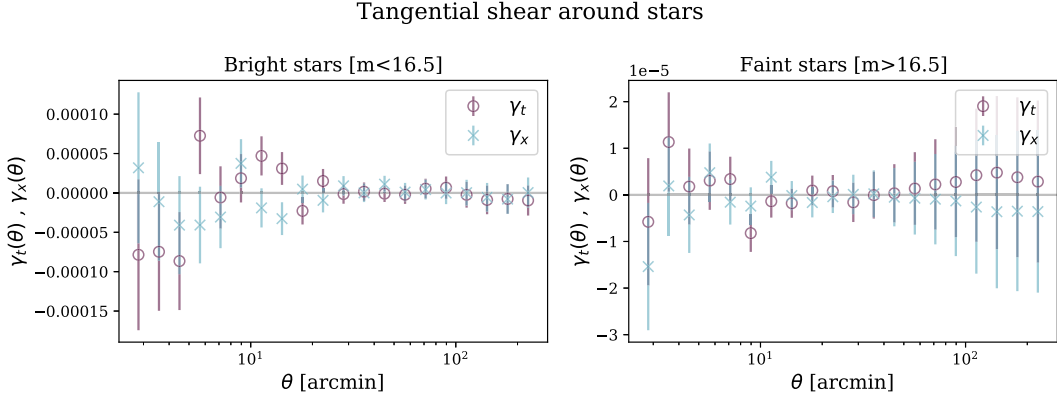 Tangential shear around stars
Bright stars [m<16.5]
γt(θ) , γx(θ)
0.00010
0.00005
0.00000
−0.00005
−0.00010
−0.00015
γt
γx
10¹
10²
θ [arcmin]
Faint stars [m>16.5]
1e−5
γt(θ) , γx(θ)
2
1
0
−1
−2
−3
γt
γx
10¹
10²
θ [arcmin]